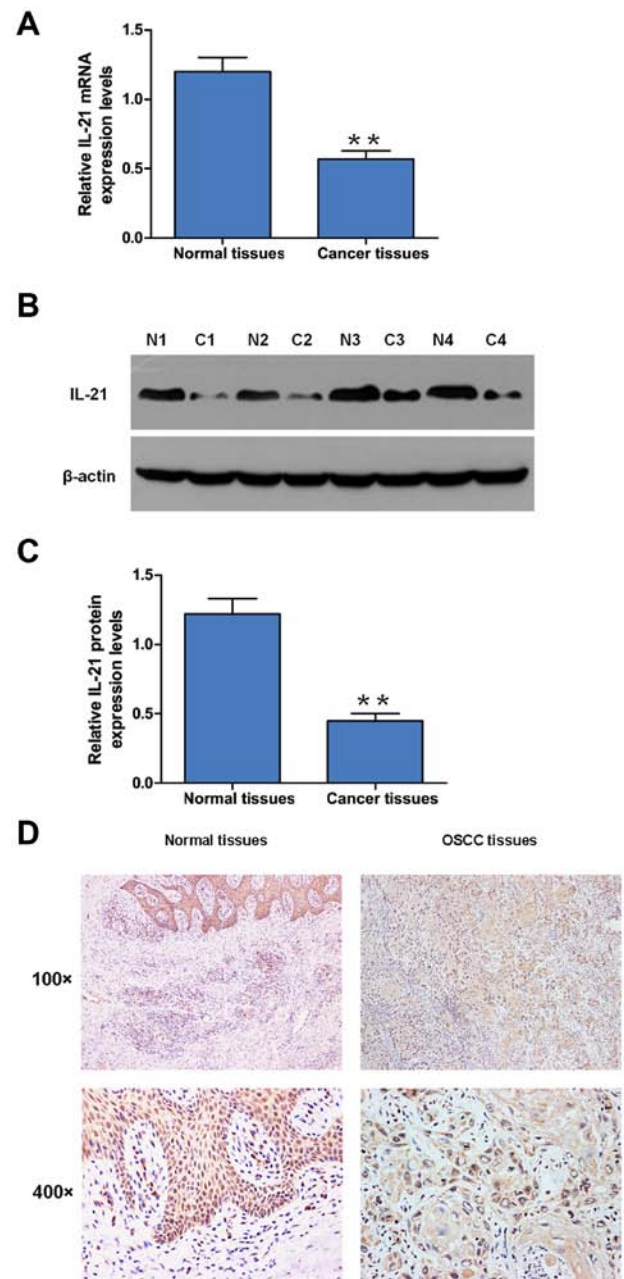 A
Relative IL-21 mRNA
expression levels
1.5
1.0
0.5
0.0
**
Normal tissues
Cancer tissues
B
N1 C1 N2 C2 N3 C3 N4 C4
IL-21
β-actin
C
Relative IL-21 protein
expression levels
1.5
1.0
0.5
0.0
**
Normal tissues
Cancer tissues
D
Normal tissues
OSCC tissues
100×
400×